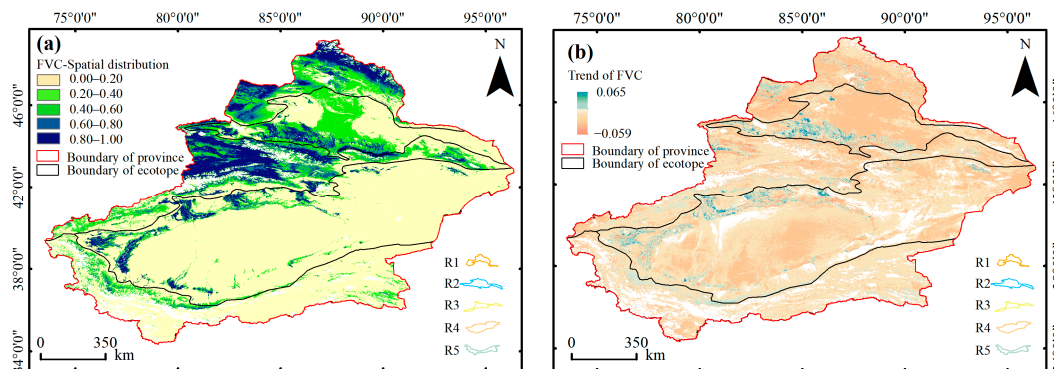 75°0'0" 80°0'0" 85°0'0" 90°0'0" 95°0'0"
(a)
N
FVC-Spatial distribution
0.00–0.20
0.20–0.40
0.40–0.60
0.60–0.80
0.80–1.00
Boundary of province
Boundary of ecotope
46°0'0"
42°0'0"
38°0'0"
4°0'0"
R1
R2
R3
R4
R5
0 350
km
75°0'0" 80°0'0" 85°0'0" 90°0'0" 95°0'0"
(b)
N
Trend of FVC
0.065
−0.059
Boundary of province
Boundary of ecotope
R1
R2
R3
R4
R5
0 350
km